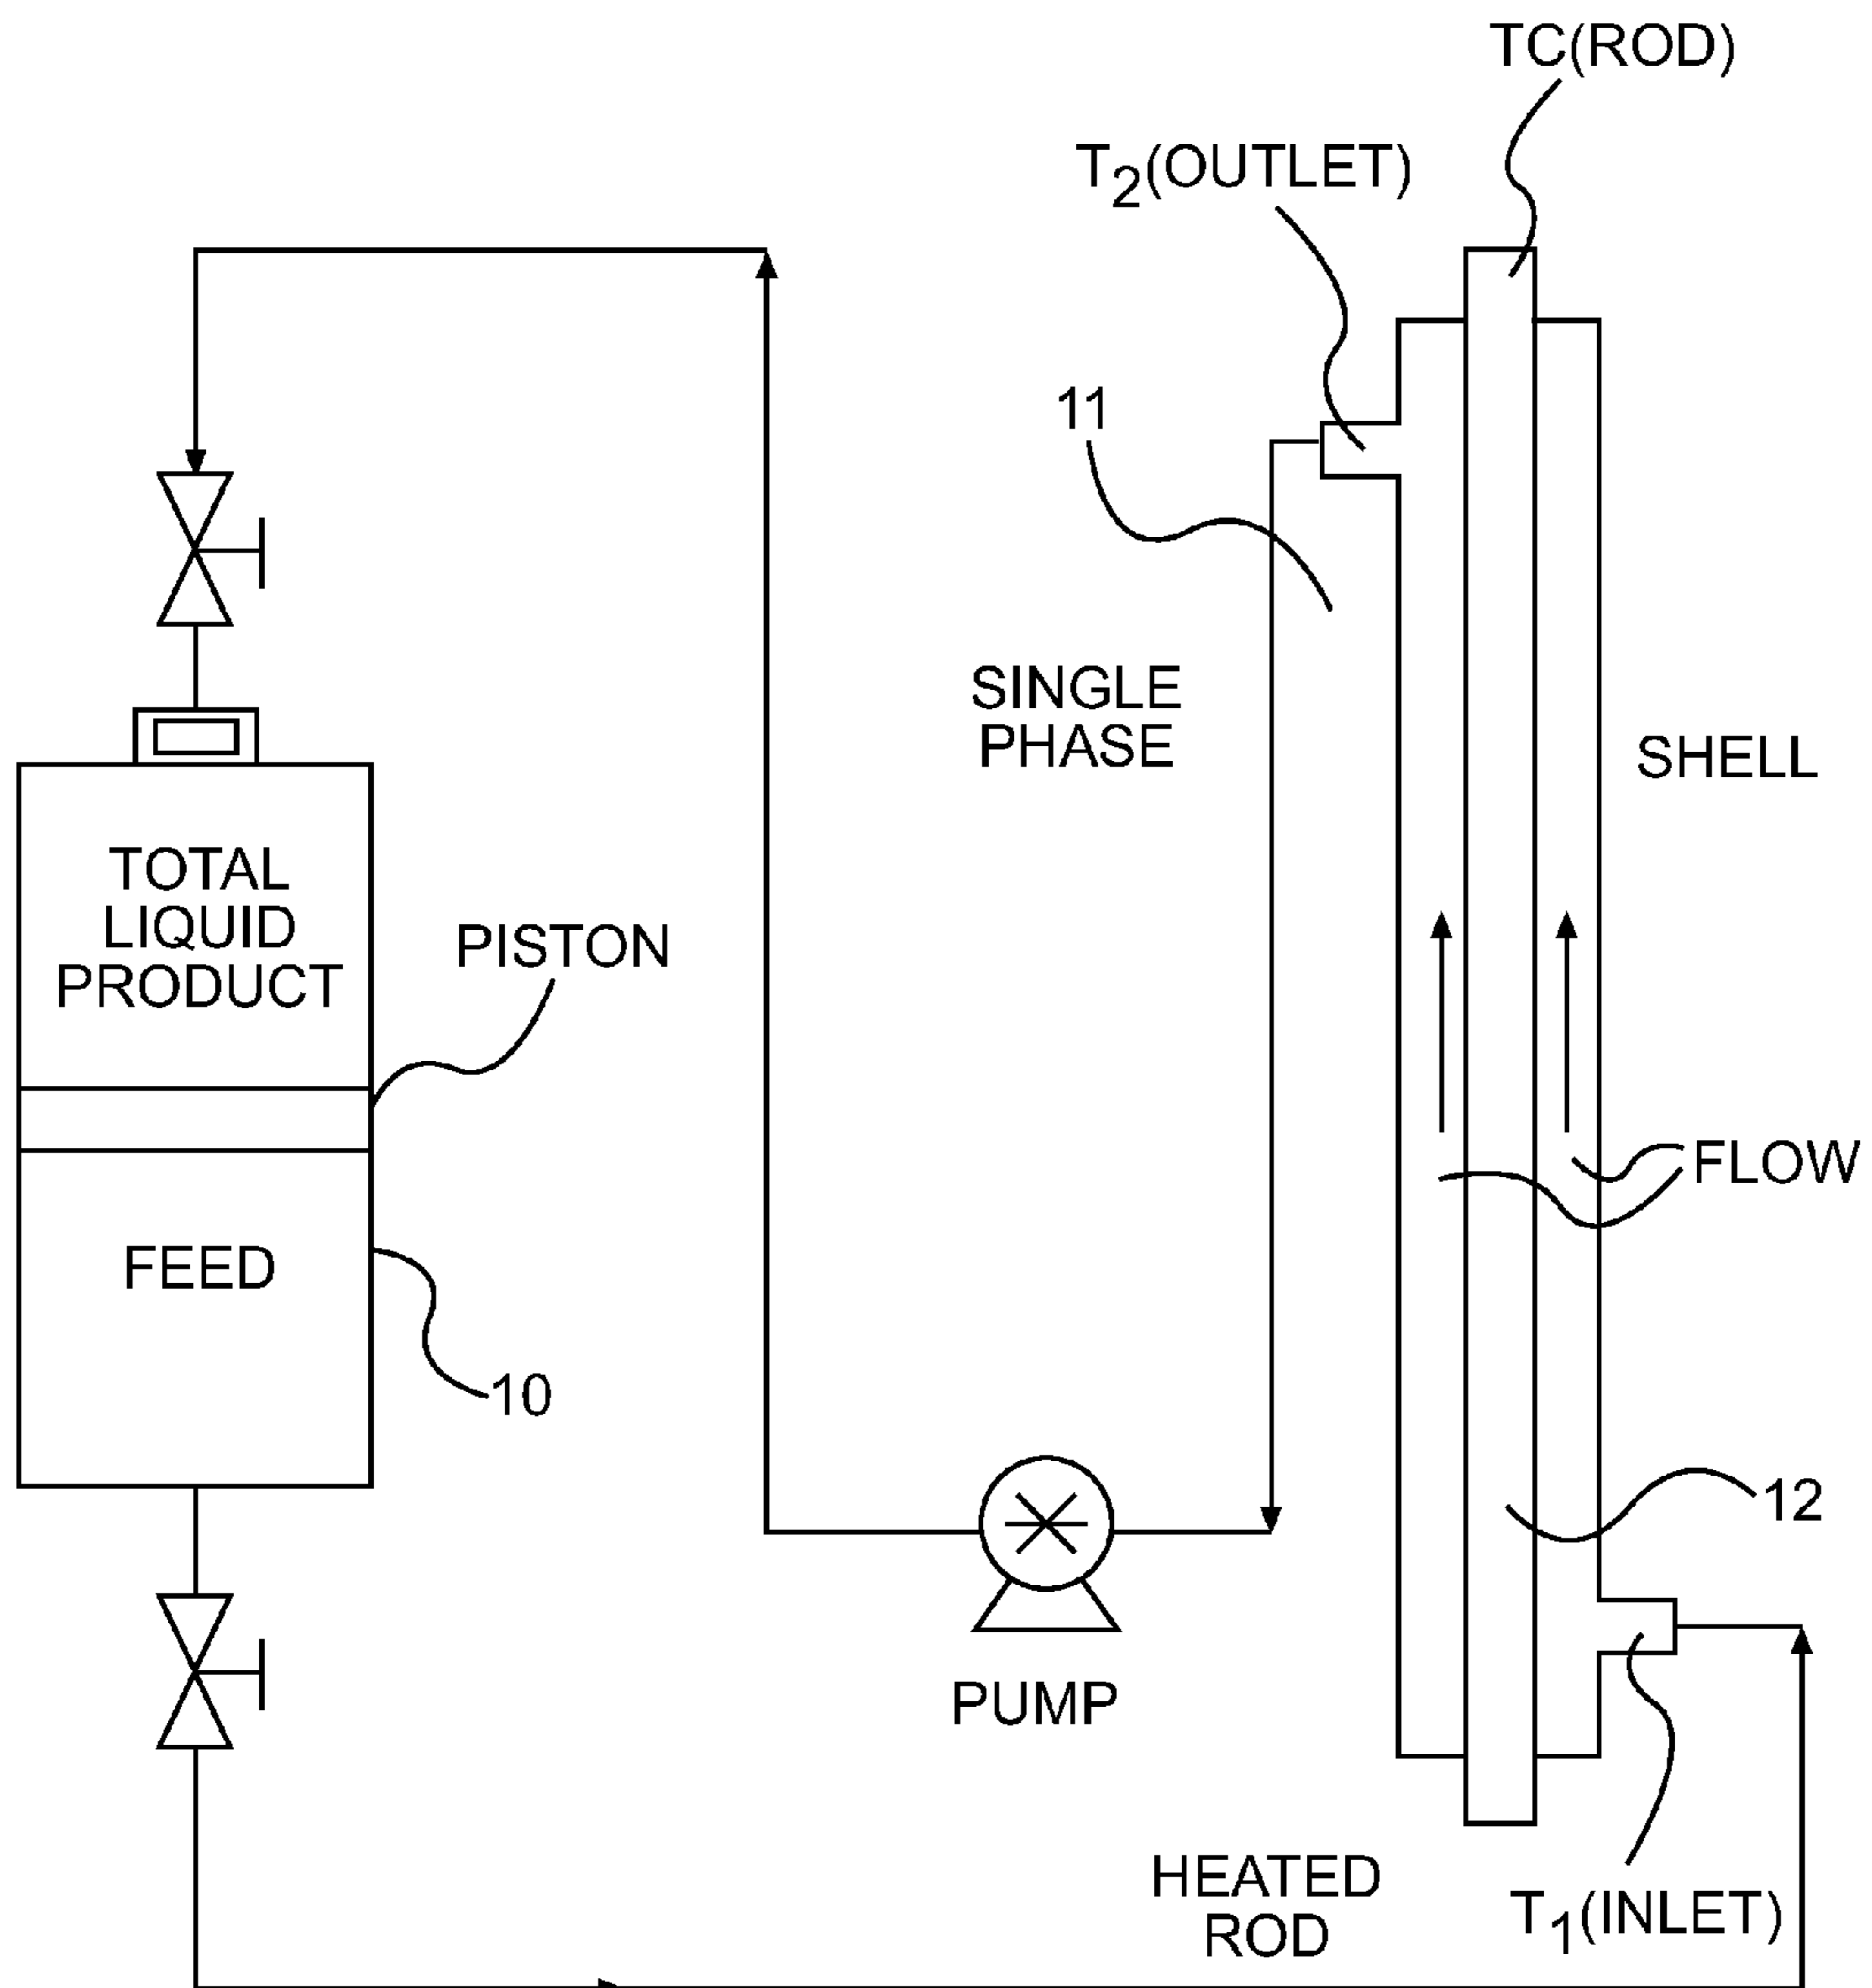 TC(ROD)
T2(OUTLET)
11
SINGLE
PHASE
SHELL
TOTAL
LIQUID
PRODUCT
PISTON
FLOW
FEED
10
12
PUMP
HEATED
ROD
T1(INLET)